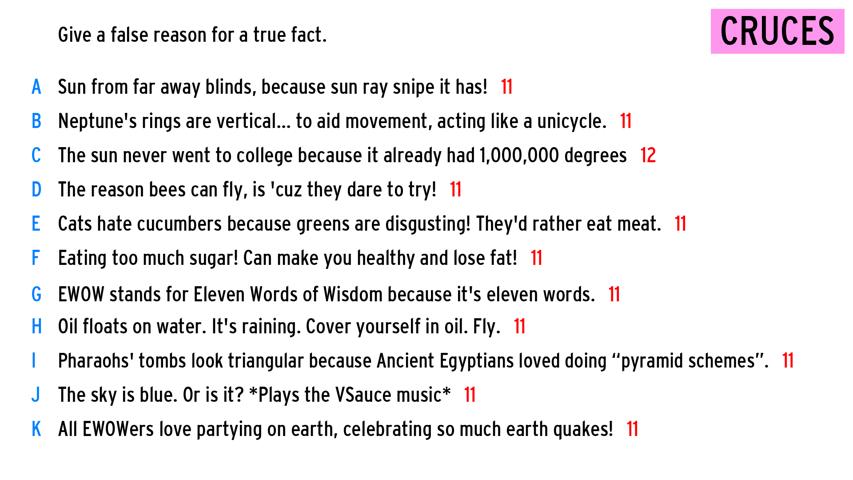 Give a false reason for a true fact.
CRUCES
A Sun from far away blinds, because sun ray snipe it has! 11
B Neptune's rings are vertical... to aid movement, acting like a unicycle. 11
C The sun never went to college because it already had 1,000,000 degrees 12
D The reason bees can fly, is 'cuz they dare to try! 11
E Cats hate cucumbers because greens are disgusting! They'd rather eat meat. 11
F Eating too much sugar! Can make you healthy and lose fat! 11
G EWOW stands for Eleven Words of Wisdom because it's eleven words. 11
H Oil floats on water. It's raining. Cover yourself in oil. Fly. 11
I Pharaohs' tombs look triangular because Ancient Egyptians loved doing “pyramid schemes”. 11
J The sky is blue. Or is it? *Plays the VSauce music* 11
K All EWOWers love partying on earth, celebrating so much earth quakes! 11